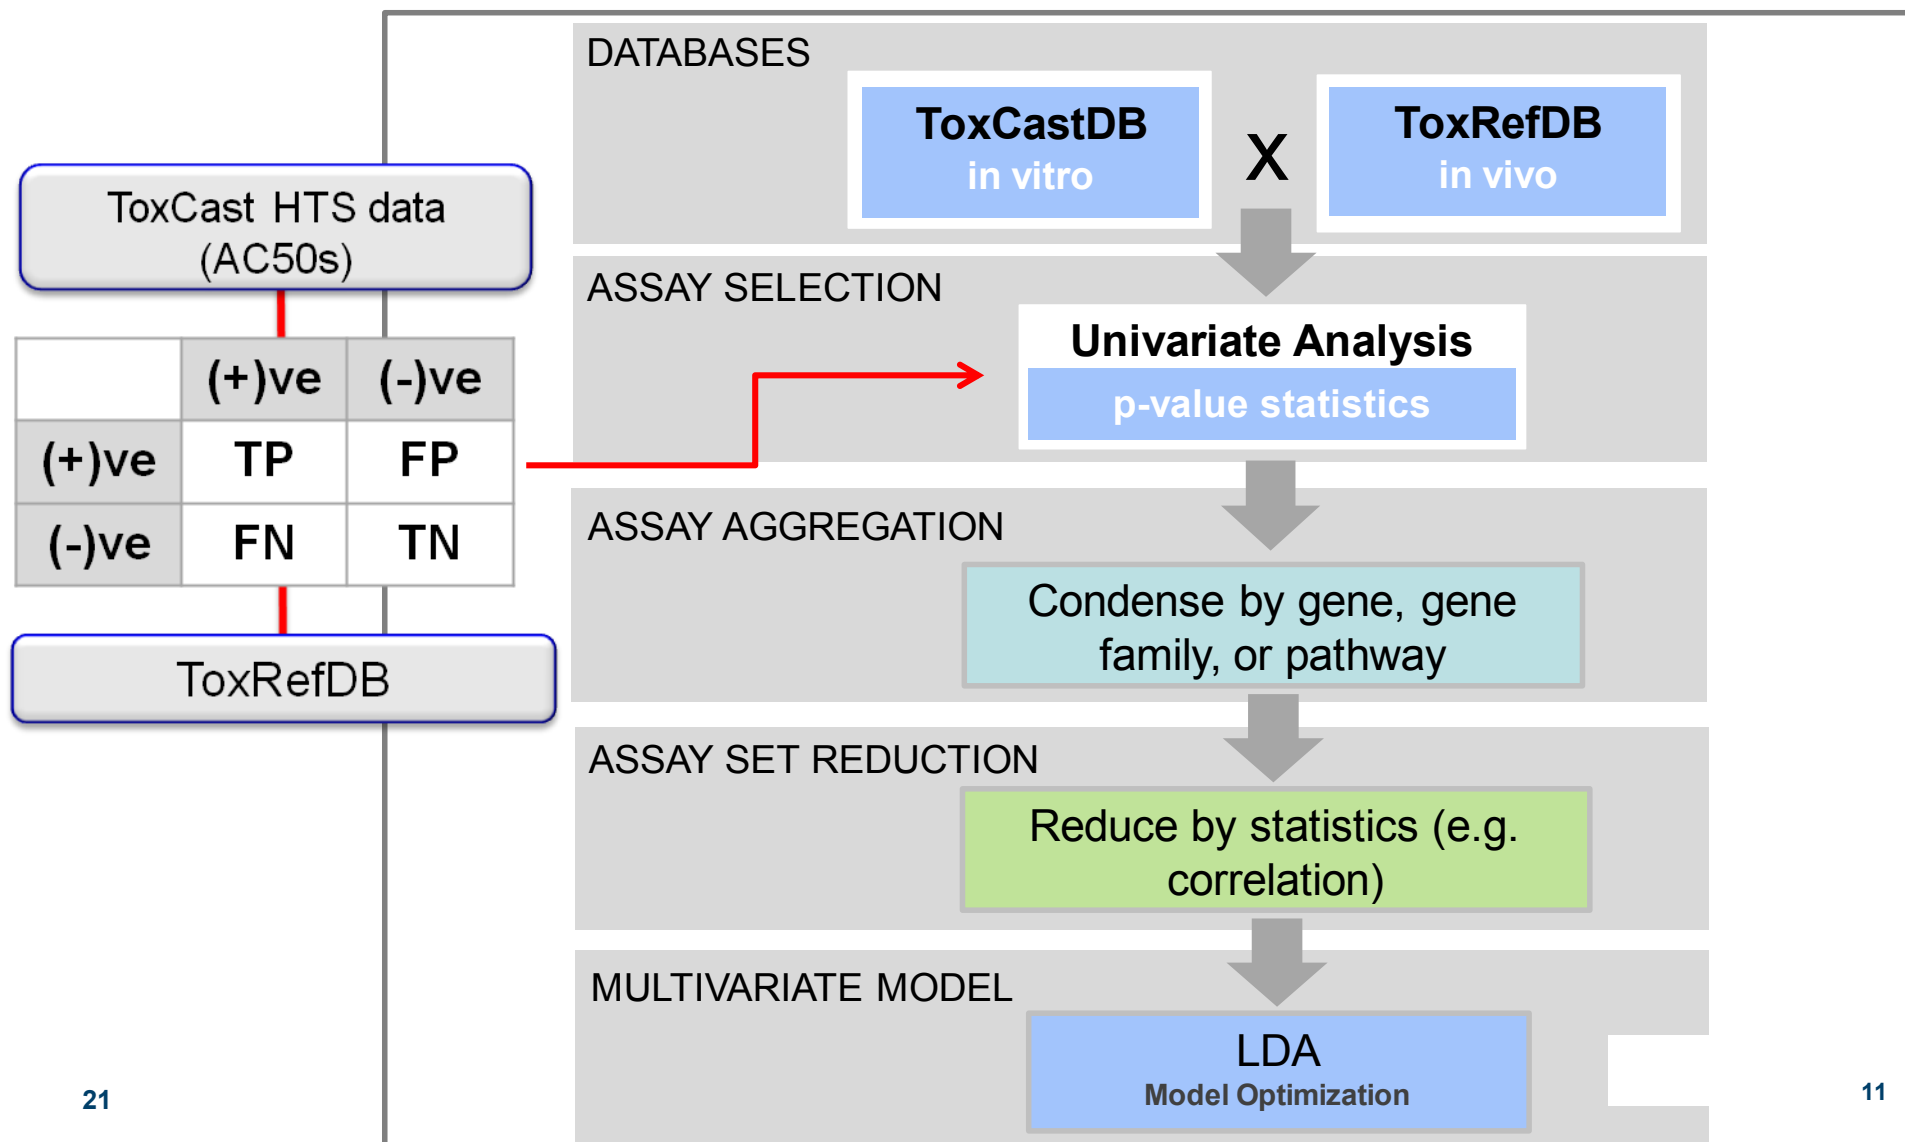 DATABASES
ToxCastDB
in vitro
X
ToxRefDB
in vivo
ToxCast HTS data
(AC50s)
(+)ve (-)ve
(+)ve TP FP
(-)ve FN TN
ToxRefDB
ASSAY SELECTION
Univariate Analysis
p-value statistics
ASSAY AGGREGATION
Condense by gene, gene
family, or pathway
ASSAY SET REDUCTION
Reduce by statistics (e.g.
correlation)
MULTIVARIATE MODEL
LDA
Model Optimization
21
11